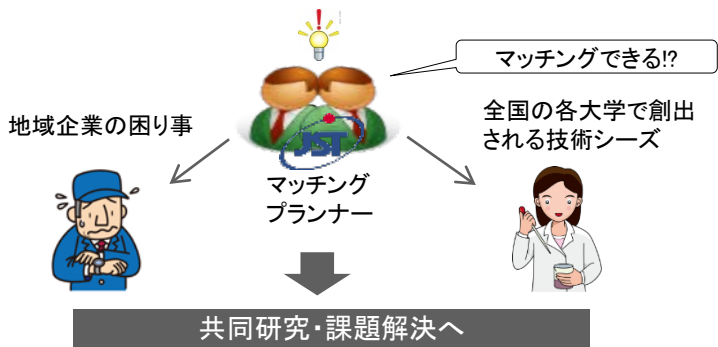 マッチングできる!?
地域企業の困り事
全国の各大学で創出
される技術シーズ
JST
マッチング
プランナー
共同研究・課題解決へ